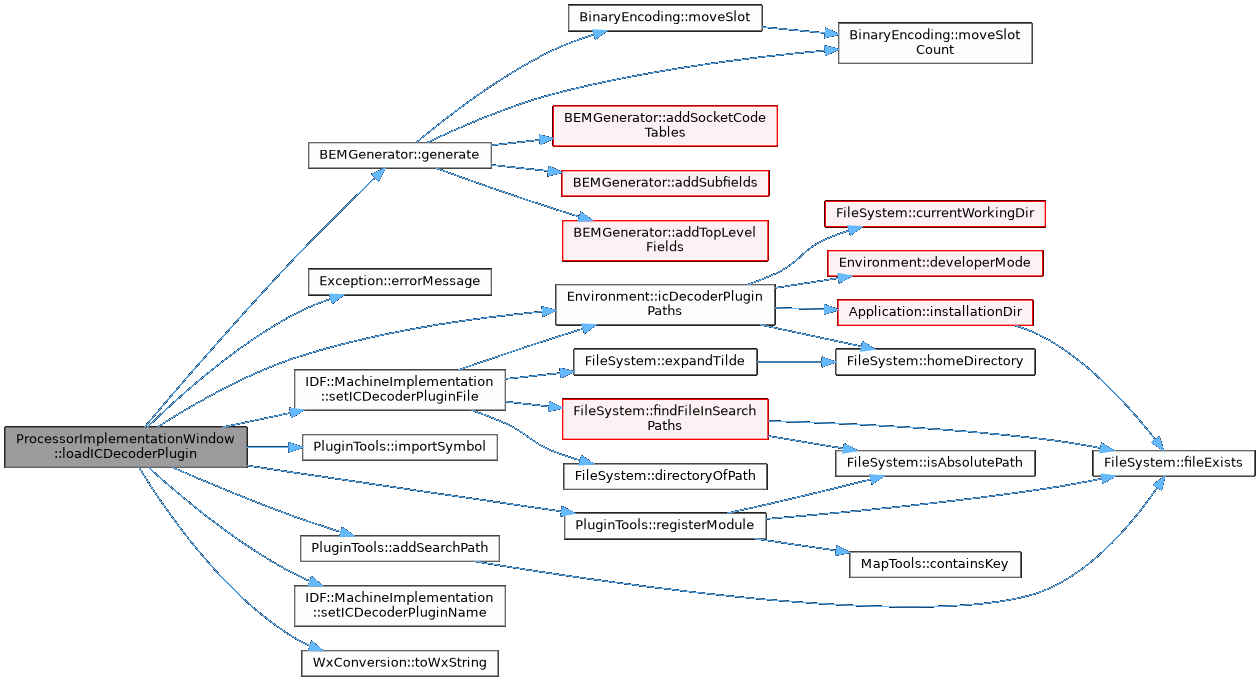 BinaryEncoding::moveSlot
BinaryEncoding::moveSlot
Count
BEMGenerator::addSocketCode
Tables
BEMGenerator::generate
BEMGenerator::addSubfields
FileSystem::currentWorkingDir
BEMGenerator::addTopLevel
Fields
Environment::developerMode
Exception::errorMessage
Environment::icDecoderPlugin
Paths
Application::installationDir
FileSystem::expandTilde
FileSystem::homeDirectory
IDF::MachineImplementation
::setICDecoderPluginFile
FileSystem::findFileInSearch
Paths
ProcessorImplementationWindow
::loadICDecoderPlugin
PluginTools::importSymbol
FileSystem::isAbsolutePath
FileSystem::fileExists
FileSystem::directoryOfPath
PluginTools::registerModule
PluginTools::addSearchPath
MapTools::containsKey
IDF::MachineImplementation
::setICDecoderPluginName
WxConversion::toWxString